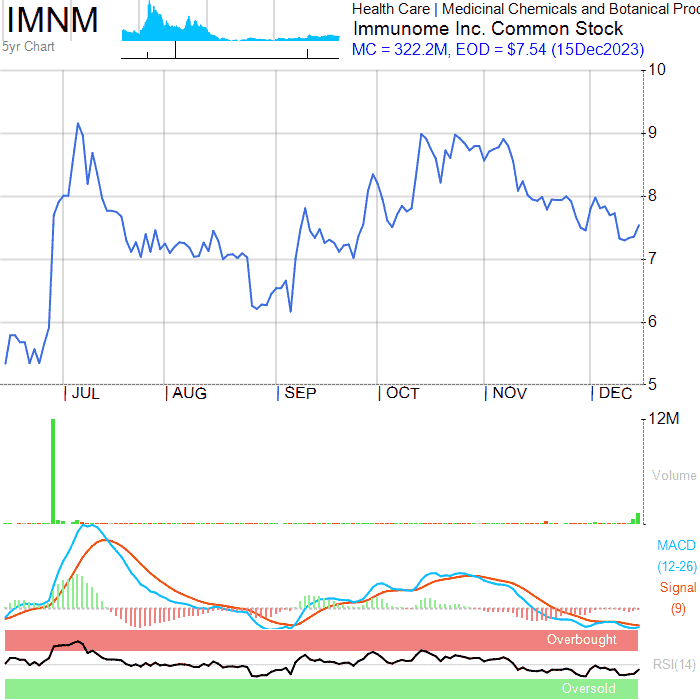 IMNM
5yr Chart
Health Care | Medicinal Chemicals and Botanical Proc
Immunome Inc. Common Stock
MC = 322.2M, EOD = $7.54 (15Dec2023)
10
9
8
7
6
5
JUL AUG SEP OCT NOV DEC
12M
Volume
MACD
(12-26)
Signal
(9)
Overbought
RSI(14)
Oversold